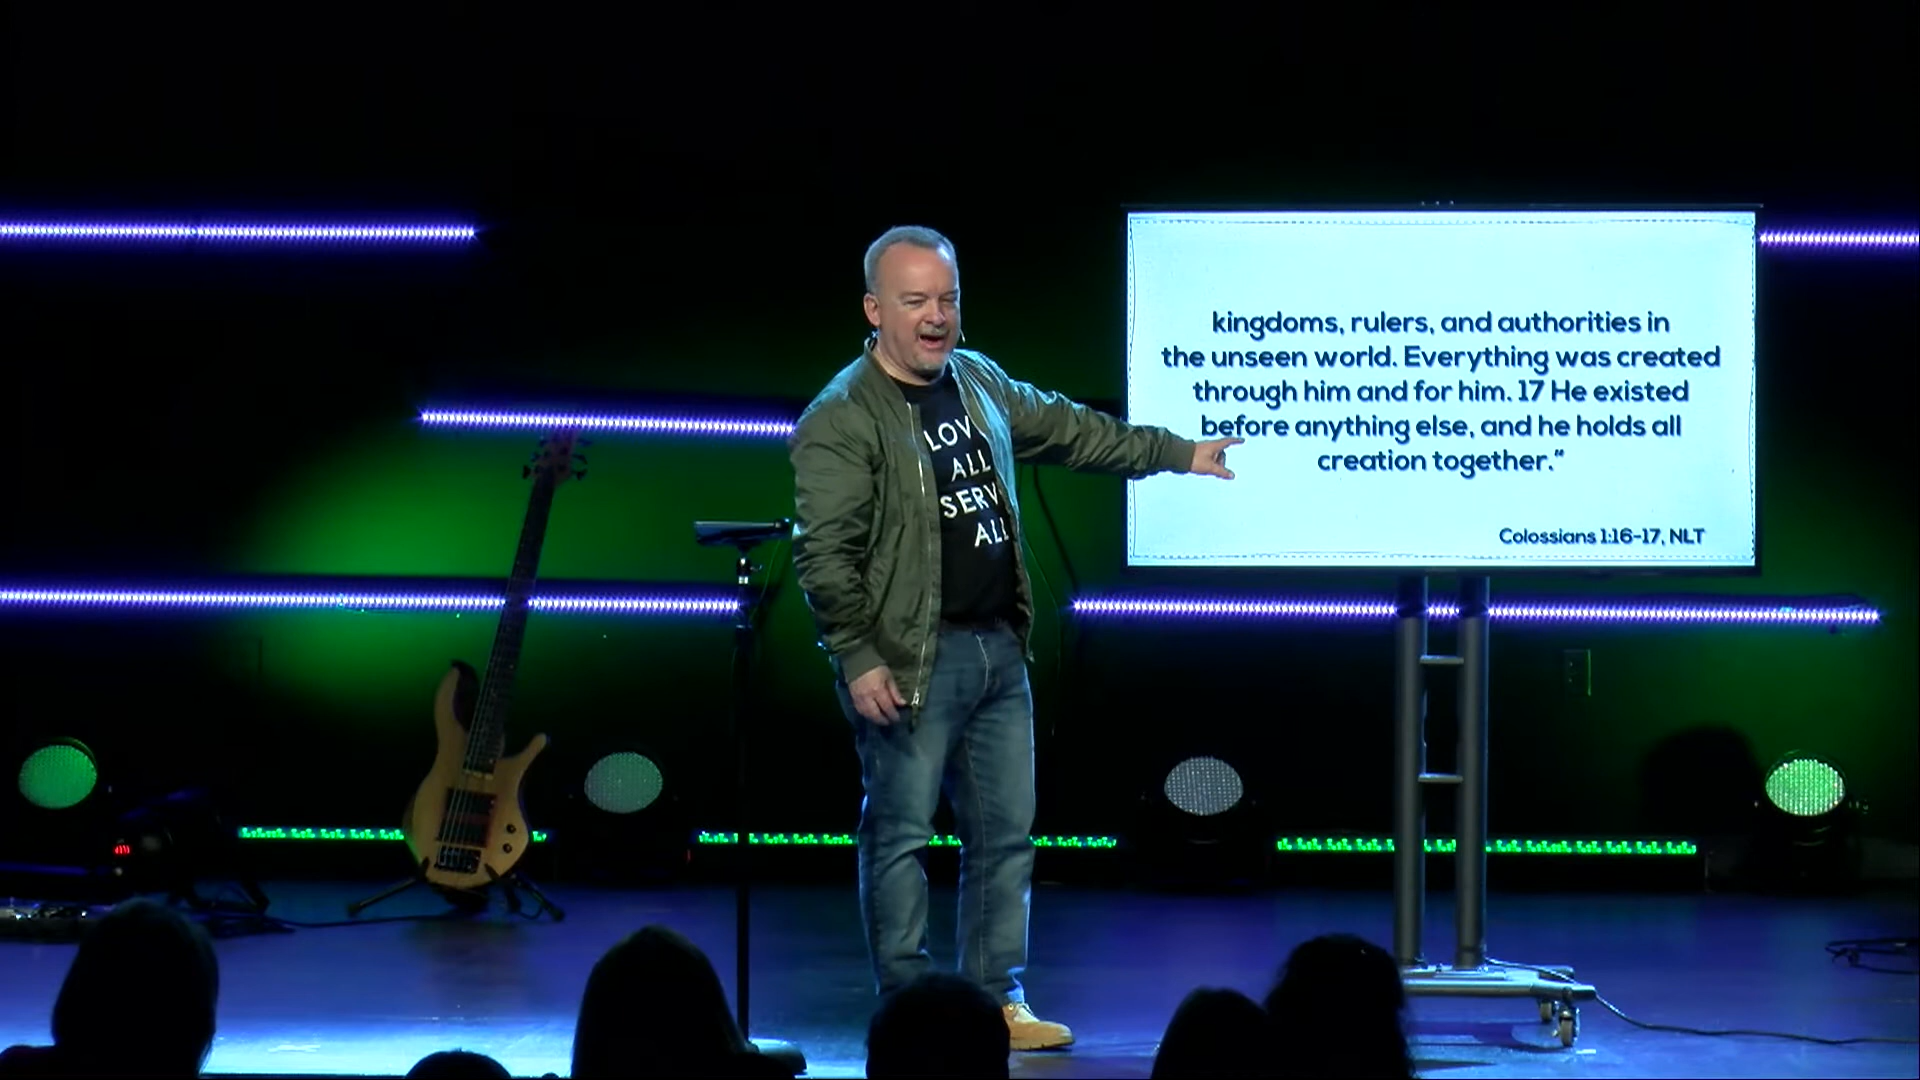 LOV
ALL
SERV
ALL
kingdoms, rulers, and authorities in
the unseen world. Everything was created
through him and for him. 17 He existed
before anything else, and he holds all
creation together.”
Colossians 1:16-17, NLT